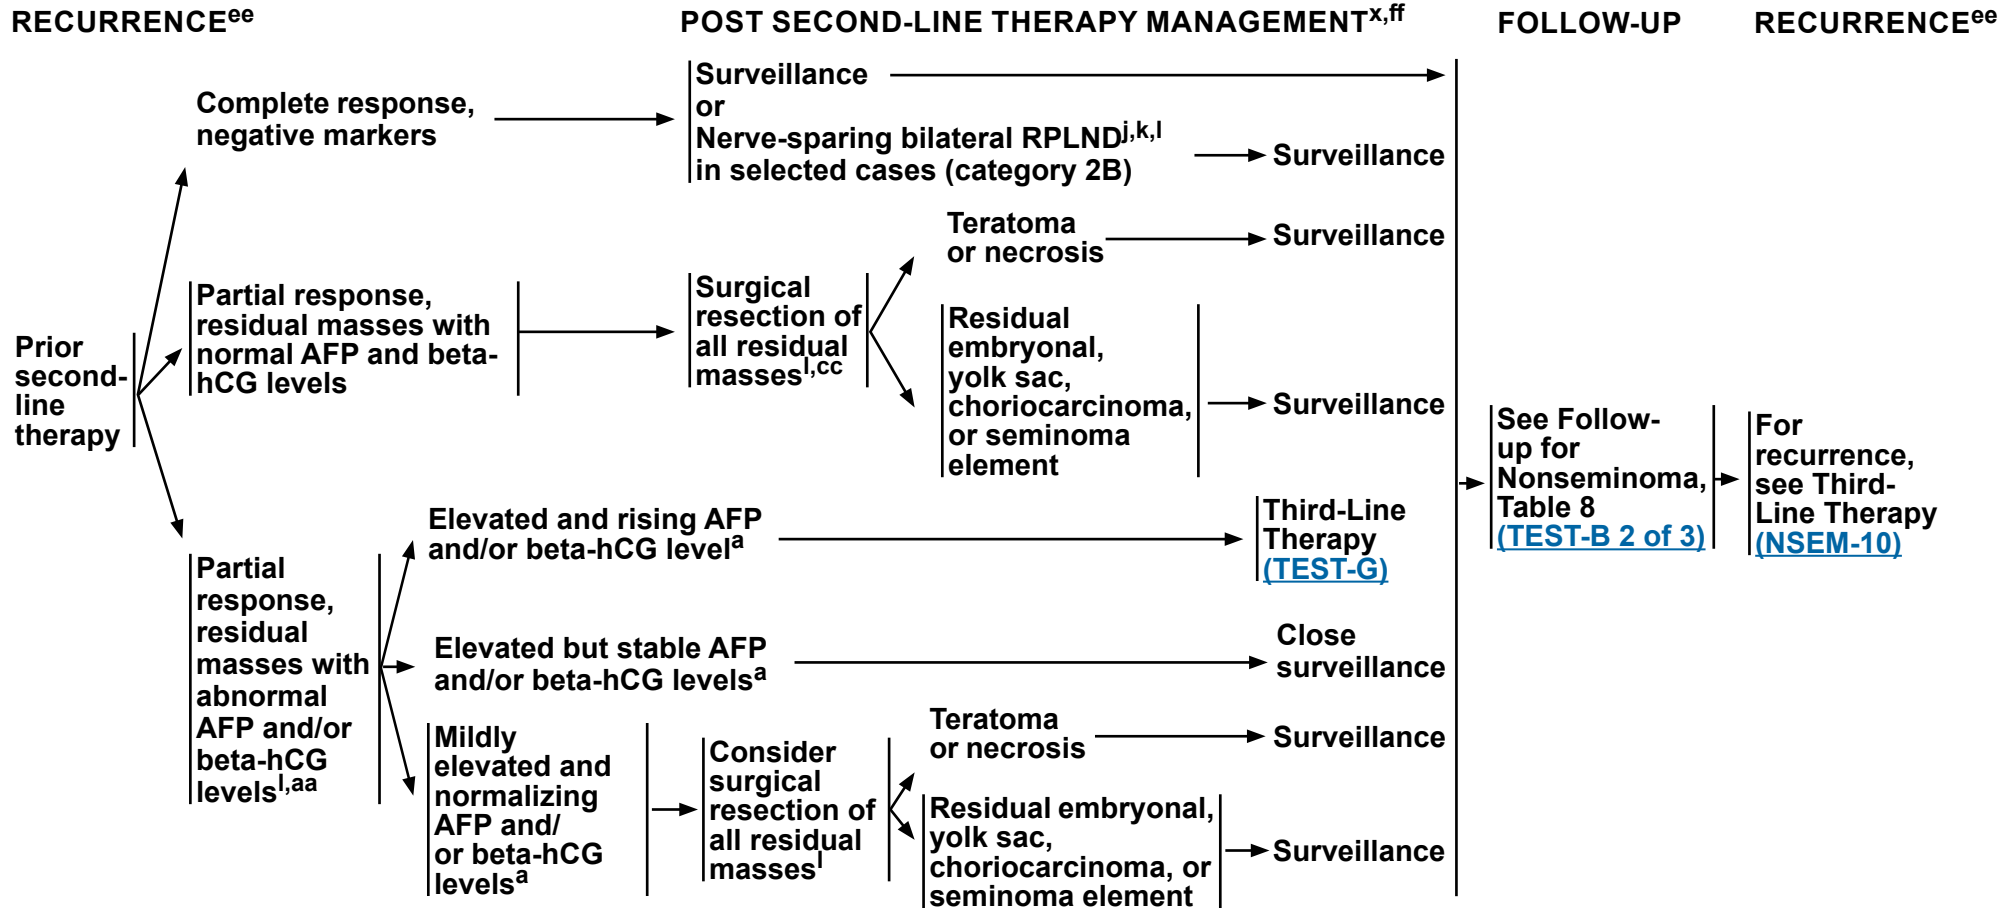 RECURRENCEee
POST SECOND-LINE THERAPY MANAGEMENTx,ff
FOLLOW-UP
RECURRENCEee
Prior
second-
line
therapy
Complete response,
negative markers
Surveillance
or
Nerve-sparing bilateral RPLNDj,k,l
in selected cases (category 2B)
Surveillance
Partial response,
residual masses with
normal AFP and beta-
hCG levels
Surgical
resection of
all residual
massesl,cc
Teratoma
or necrosis
Surveillance
Residual
embryonal,
yolk sac,
choriocarcinoma,
or seminoma
element
Surveillance
Partial
response,
residual
masses with
abnormal
AFP and/or
beta-hCG
levelsl,aa
Elevated and rising AFP
and/or beta-hCG levela
Third-Line
Therapy
(TEST-G)
Elevated but stable AFP
and/or beta-hCG levelsa
Close
surveillance
Mildly
elevated and
normalizing
AFP and/
or beta-hCG
levelsa
Consider
surgical
resection of
all residual
massesl
Teratoma
or necrosis
Surveillance
Residual embryonal,
yolk sac,
choriocarcinoma, or
seminoma element
Surveillance
See Follow-
up for
Nonseminoma,
Table 8
(TEST-B 2 of 3)
For
recurrence,
see Third-
Line Therapy
(NSEM-10)